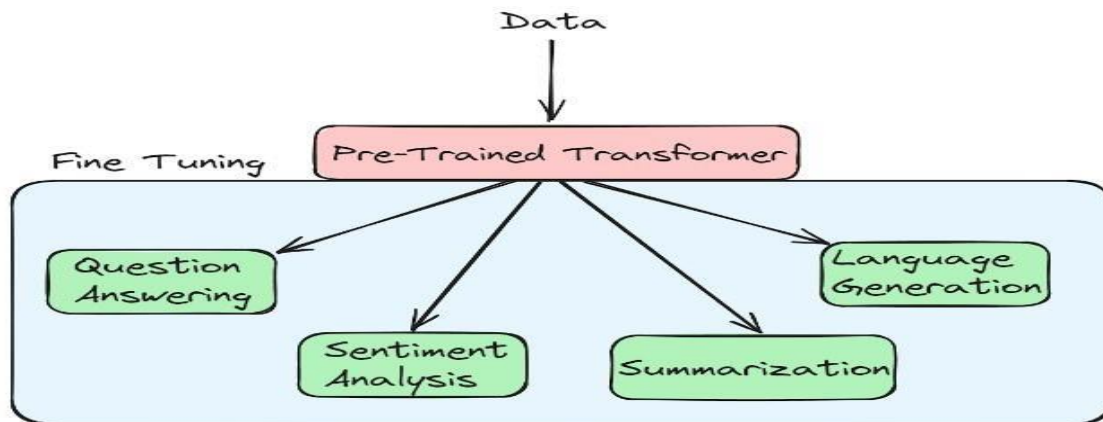 Data
Pre-Trained Transformer
Fine Tuning
Question
Answering
Sentiment
Analysis
Summarization
Language
Generation